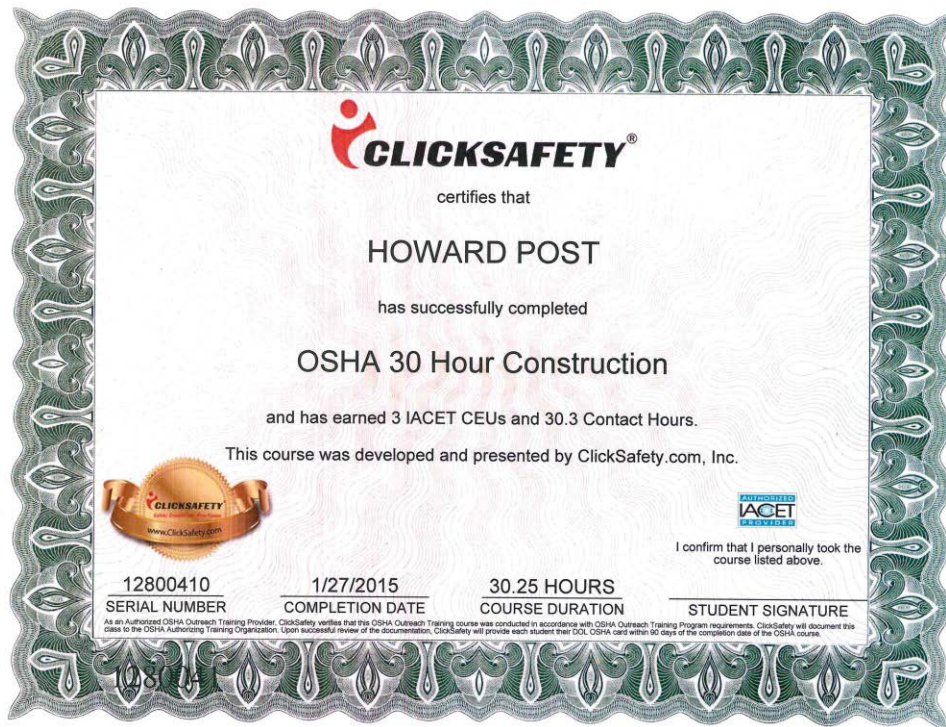 CLICKSAFETY®
certifies that
HOWARD POST
has successfully completed
OSHA 30 Hour Construction
and has earned 3 IACET CEUs and 30.3 Contact Hours.
This course was developed and presented by ClickSafety.com, Inc.
CLICKSAFETY
www.ClickSafety.com
AUTHORIZED
IACET
PROVIDER
I confirm that I personally took the
course listed above.
12800410
SERIAL NUMBER
1/27/2015
COMPLETION DATE
30.25 HOURS
COURSE DURATION
STUDENT SIGNATURE
As an Authorized OSHA Outreach Training Provider, ClickSafety verifies that this OSHA Outreach Training course was conducted in accordance with OSHA Outreach Training Program requirements. ClickSafety will document this
class to the OSHA Authorizing Training Organization. Upon successful review of the documentation, ClickSafety will provide each student their DOL OSHA card within 90 days of the completion date of the OSHA course.
1280041